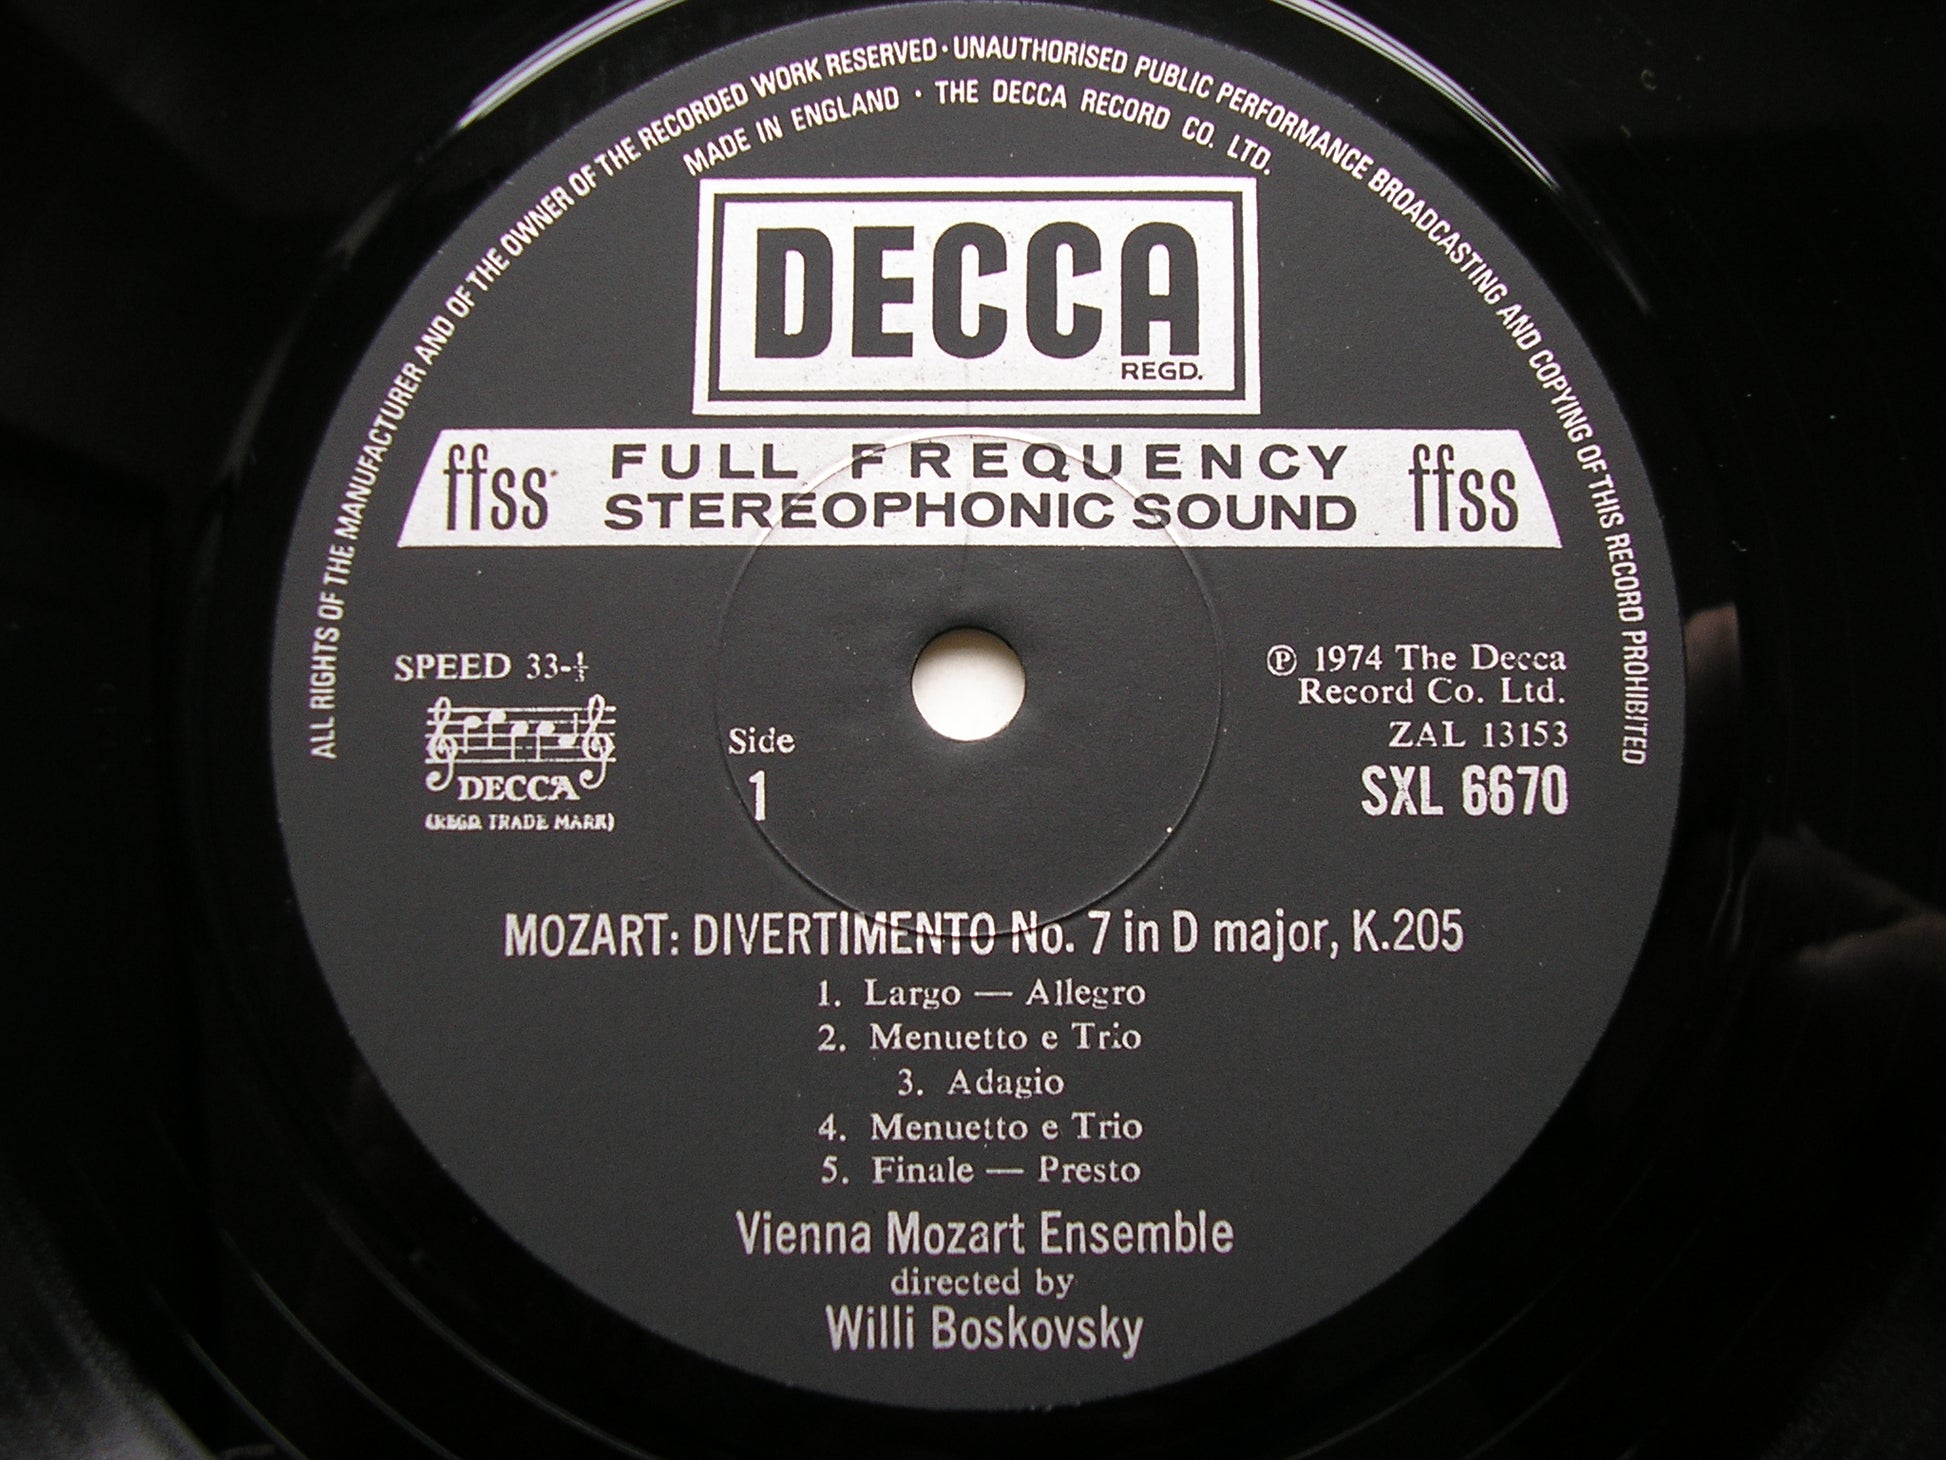 ALL RIGHTS OF THE MANUFACTURER AND OF THE OWNER OF THE RECORDED WORK RESERVED · UNAUTHORISED PUBLIC PERFORMANCE BROADCASTING AND COPYING OF THIS RECORD PROHIBITED
MADE IN ENGLAND · THE DECCA RECORD CO. LTD.
DECCA
REGD.
ffss FULL FREQUENCY STEREOPHONIC SOUND ffss
SPEED 33-⅓
DECCA
(REGD. TRADE MARK)
Side
1
Ⓟ 1974 The Decca
Record Co. Ltd.
ZAL 13153
SXL 6670
MOZART: DIVERTIMENTO No. 7 in D major, K.205
1. Largo — Allegro
2. Menuetto e Trio
3. Adagio
4. Menuetto e Trio
5. Finale — Presto
Vienna Mozart Ensemble
directed by
Willi Boskovsky